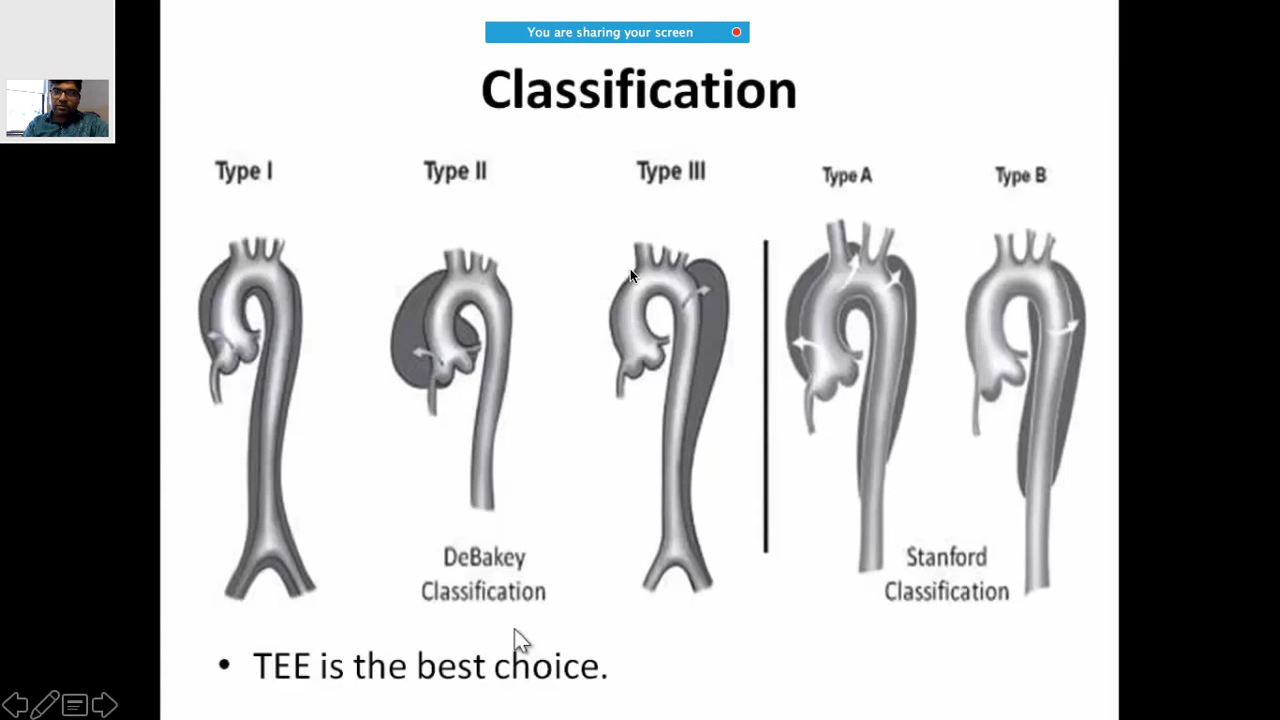 You are sharing your screen
Classification
Type I
Type II
Type III
Type A
Type B
DeBakey
Classification
Stanford
Classification
• TEE is the best choice.